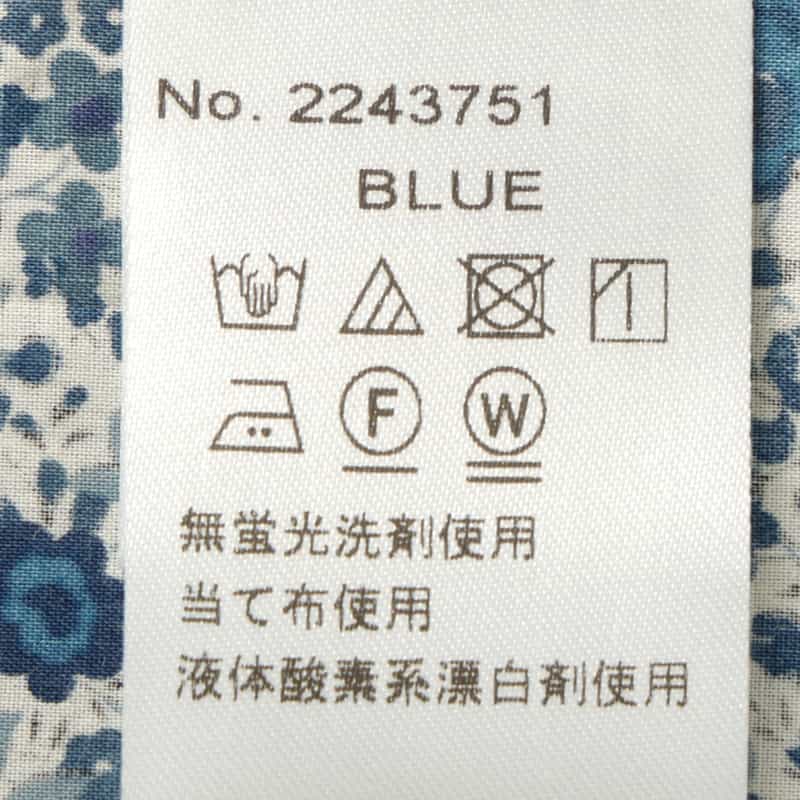 No. 2243751
BLUE
F W
無蛍光洗剤使用
当て布使用
液体酸素系漂白剤使用